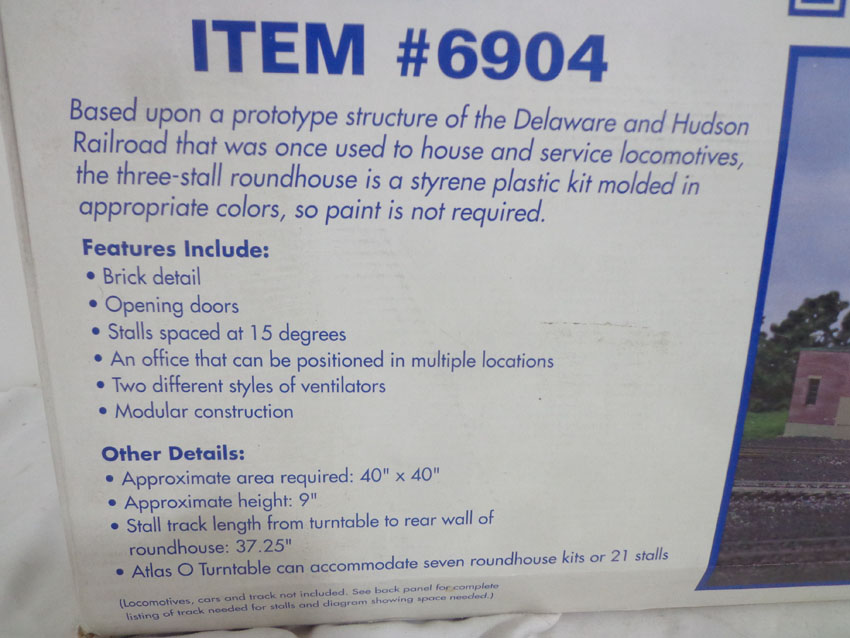 ITEM #6904
Based upon a prototype structure of the Delaware and Hudson
Railroad that was once used to house and service locomotives,
the three-stall roundhouse is a styrene plastic kit molded in
appropriate colors, so paint is not required.
Features Include:
• Brick detail
• Opening doors
• Stalls spaced at 15 degrees
• An office that can be positioned in multiple locations
• Two different styles of ventilators
• Modular construction
Other Details:
• Approximate area required: 40" x 40"
• Approximate height: 9"
• Stall track length from turntable to rear wall of
roundhouse: 37.25"
• Atlas O Turntable can accommodate seven roundhouse kits or 21 stalls
(Locomotives, cars and track not included. See back panel for complete
listing of track needed for stalls and diagram showing space needed.)